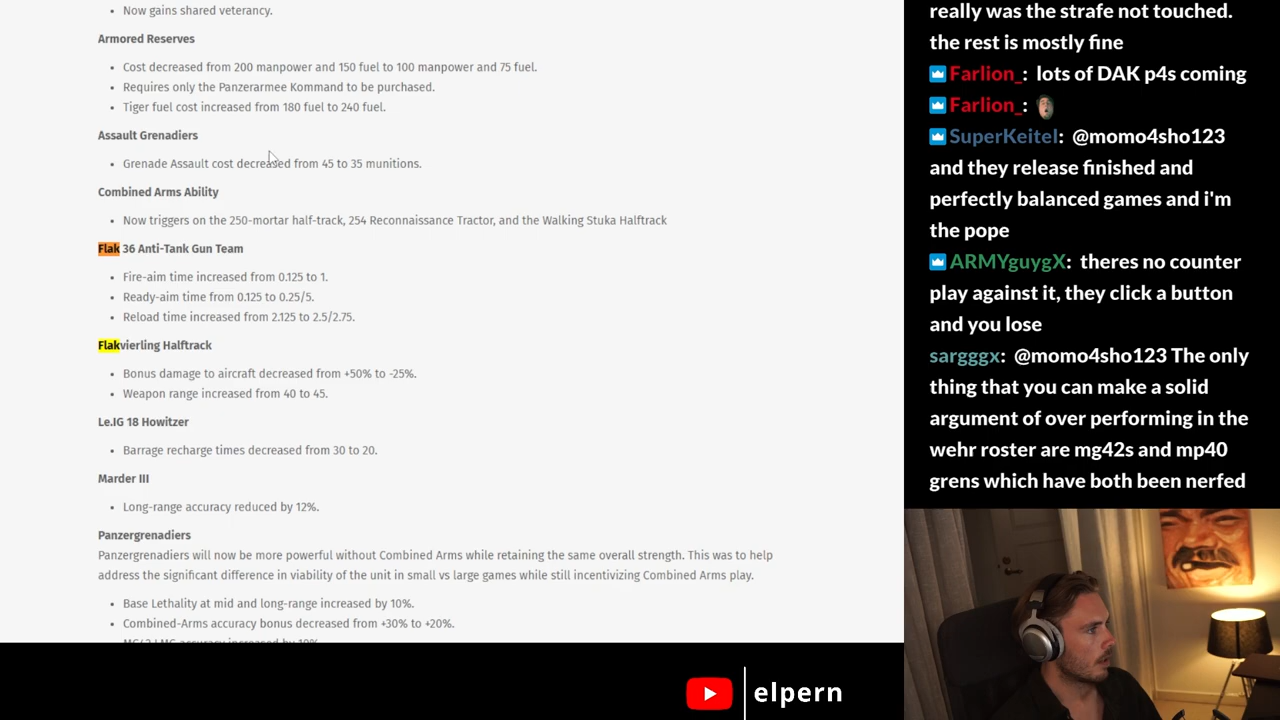 Now gains shared veterancy.
Armored Reserves
Cost decreased from 200 manpower and 150 fuel to 100 manpower and 75 fuel.
Requires only the Panzerarmee Kommand to be purchased.
Tiger fuel cost increased from 180 fuel to 240 fuel.
Assault Grenadiers
Grenade Assault cost decreased from 45 to 35 munitions.
Combined Arms Ability
Now triggers on the 250-mortar half-track, 254 Reconnaissance Tractor, and the Walking Stuka Halftrack
Flak 36 Anti-Tank Gun Team
Fire-aim time increased from 0.125 to 1.
Ready-aim time from 0.125 to 0.25/5.
Reload time increased from 2.125 to 2.5/2.75.
Flakvierling Halftrack
Bonus damage to aircraft decreased from +50% to -25%.
Weapon range increased from 40 to 45.
Le.IG 18 Howitzer
Barrage recharge times decreased from 30 to 20.
Marder III
Long-range accuracy reduced by 12%.
Panzergrenadiers
Panzergrenadiers will now be more powerful without Combined Arms while retaining the same overall strength. This was to help
address the significant difference in viability of the unit in small vs large games while still incentivizing Combined Arms play.
Base Lethality at mid and long-range increased by 10%.
Combined-Arms accuracy bonus decreased from +30% to +20%.
MG42 LMG accuracy increased by 10%
really was the strafe not touched.
the rest is mostly fine
Farlion_: lots of DAK p4s coming
Farlion_:
SuperKeitel: @momo4sho123
and they release finished and
perfectly balanced games and i'm
the pope
ARMYguygX: theres no counter
play against it, they click a button
and you lose
sargggx: @momo4sho123 The only
thing that you can make a solid
argument of over performing in the
wehr roster are mg42s and mp40
grens which have both been nerfed
elpern